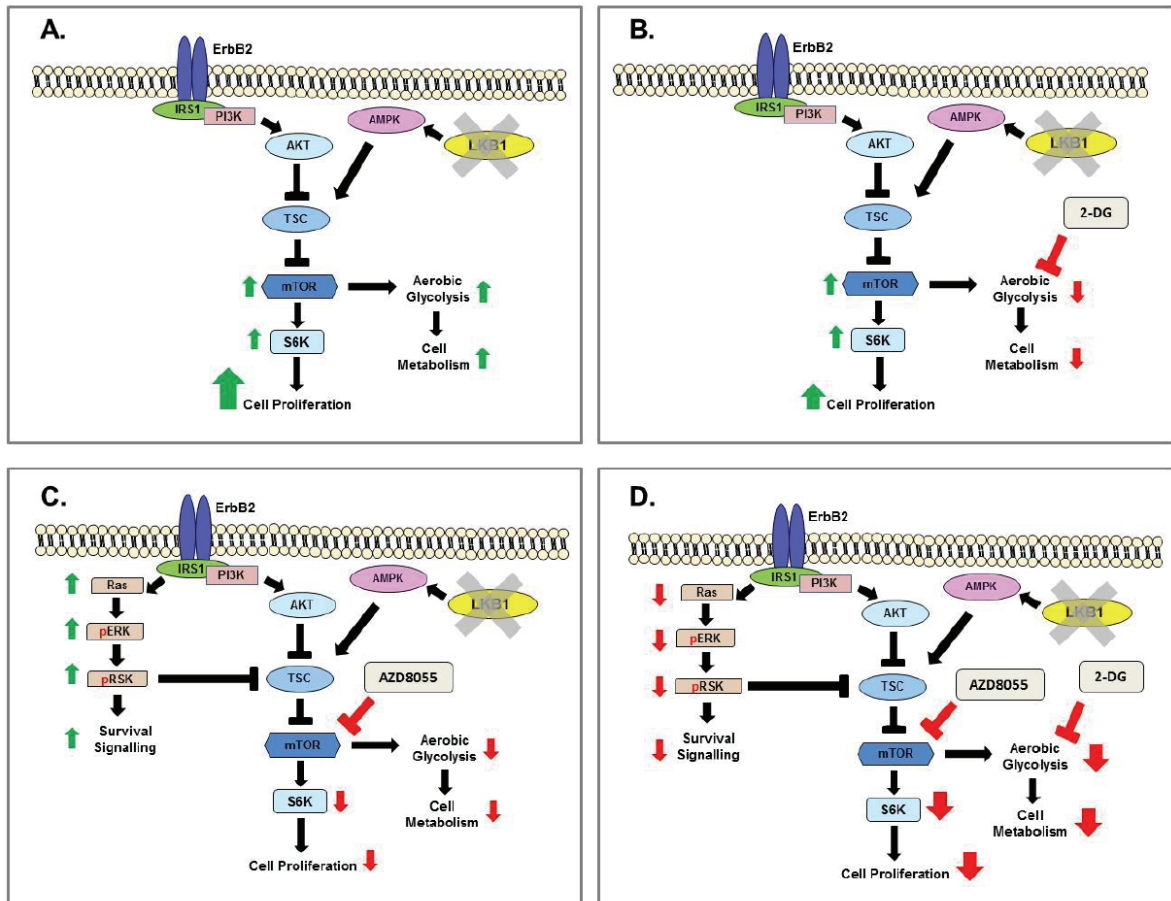 A.
ErbB2
IRS1
PI3K
AMPK
AKT
LKB1
TSC
mTOR
Aerobic
Glycolysis
S6K
Cell
Metabolism
Cell Proliferation
B.
ErbB2
IRS1
PI3K
AMPK
AKT
LKB1
TSC
2-DG
mTOR
Aerobic
Glycolysis
S6K
Cell
Metabolism
Cell Proliferation
C.
ErbB2
IRS1
PI3K
Ras
AMPK
AKT
LKB1
pERK
pRSK
TSC
AZD8055
Survival
Signalling
mTOR
Aerobic
Glycolysis
S6K
Cell
Metabolism
Cell Proliferation
D.
ErbB2
IRS1
PI3K
Ras
AMPK
AKT
LKB1
pERK
pRSK
TSC
AZD8055
2-DG
Survival
Signalling
mTOR
Aerobic
Glycolysis
S6K
Cell
Metabolism
Cell Proliferation